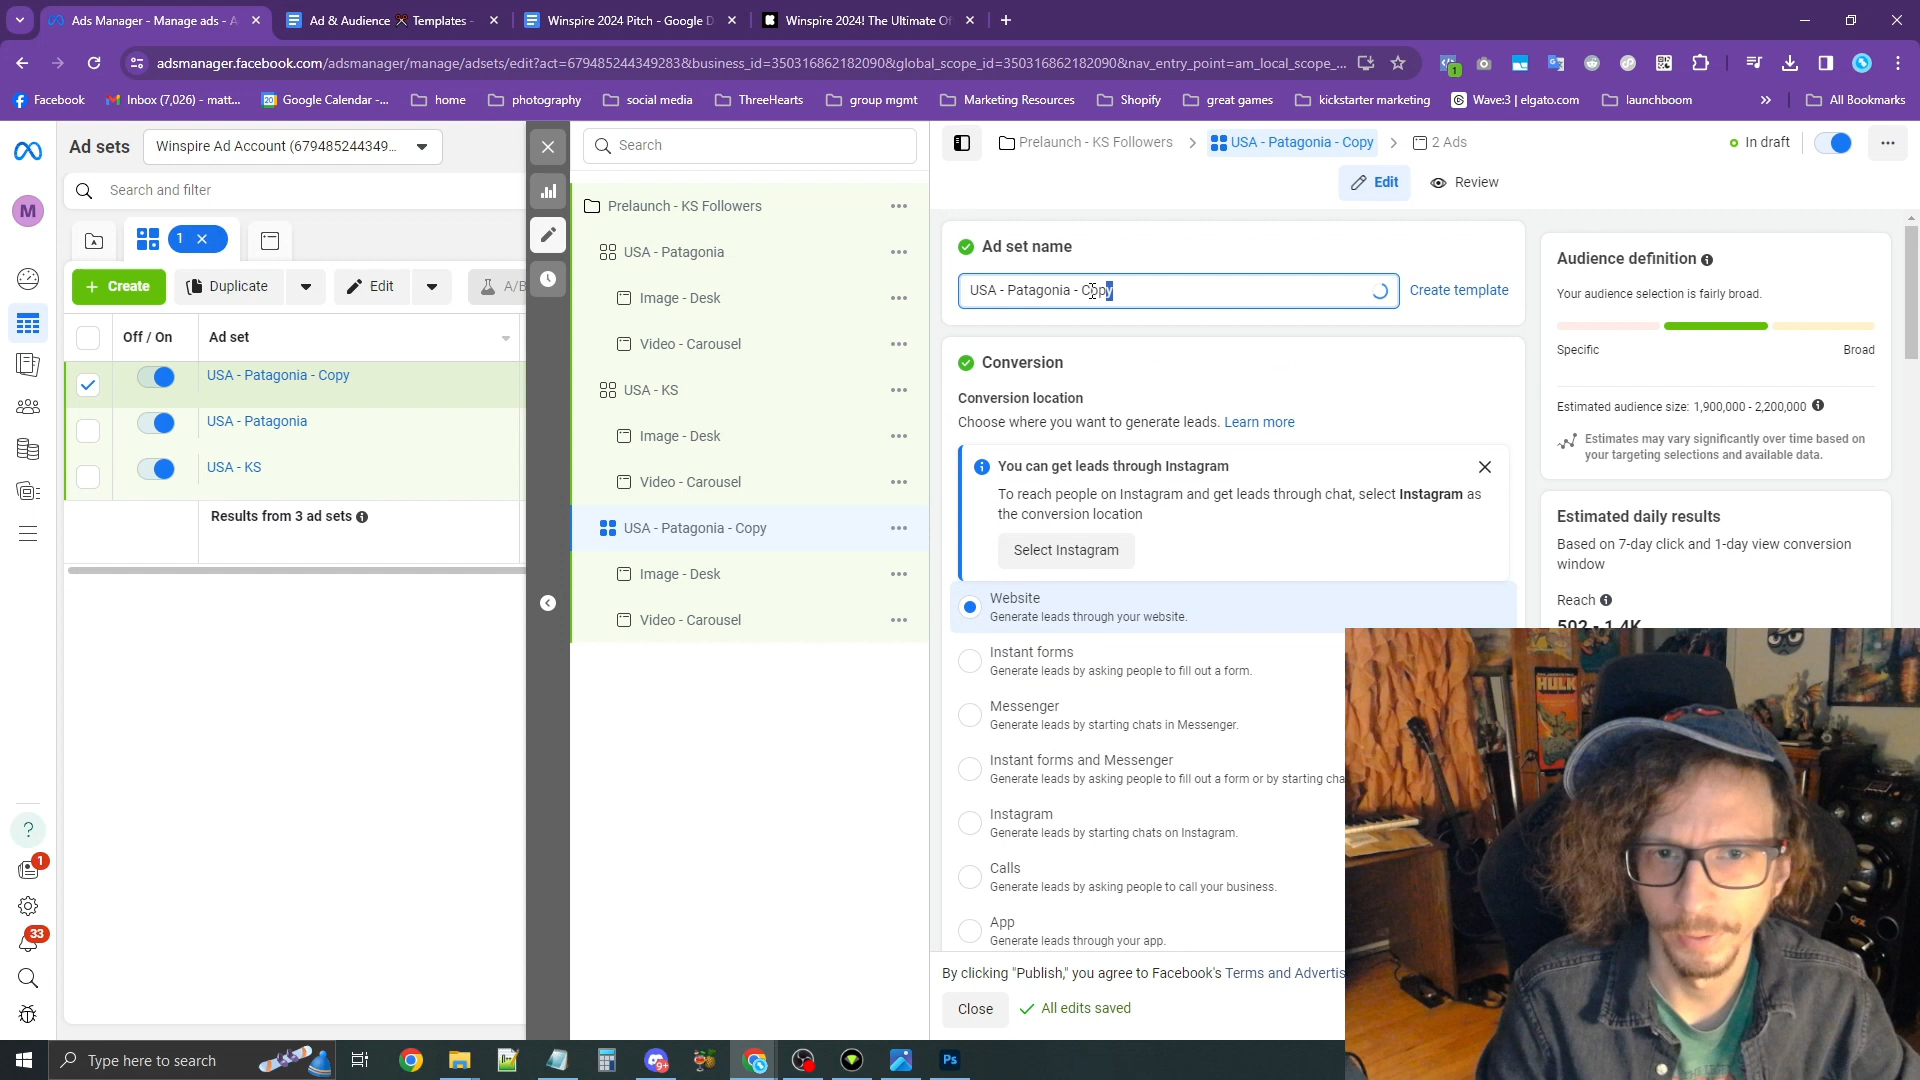 Ads Manager - Manage ads - A
Ad & Audience Templates -
Winspire 2024 Pitch - Google D
Winspire 2024! The Ultimate O
adsmanager.facebook.com/adsmanager/manage/adsets/edit?act=679485244349283&business_id=350316862182090&global_scope_id=350316862182090&nav_entry_point=am_local_scope_...
Facebook
Inbox (7,026) - matt...
Google Calendar -...
home
photography
social media
ThreeHearts
group mgmt
Marketing Resources
Shopify
great games
kickstarter marketing
Wave:3 | elgato.com
launchboom
All Bookmarks
Ad sets
Winspire Ad Account (679485244349...
Search and filter
M
1
Create
Duplicate
Edit
A/B
Off / On
Ad set
USA - Patagonia - Copy
USA - Patagonia
USA - KS
Results from 3 ad sets
?
1
33
Search
Prelaunch - KS Followers
USA - Patagonia
Image - Desk
Video - Carousel
USA - KS
Image - Desk
Video - Carousel
USA - Patagonia - Copy
Image - Desk
Video - Carousel
Prelaunch - KS Followers
USA - Patagonia - Copy
2 Ads
In draft
Edit
Review
Ad set name
USA - Patagonia - Copy
Create template
Conversion
Conversion location
Choose where you want to generate leads. Learn more
You can get leads through Instagram
To reach people on Instagram and get leads through chat, select Instagram as
the conversion location
Select Instagram
Website
Generate leads through your website.
Instant forms
Generate leads by asking people to fill out a form.
Messenger
Generate leads by starting chats in Messenger.
Instant forms and Messenger
Generate leads by asking people to fill out a form or by starting cha
Instagram
Generate leads by starting chats on Instagram.
Calls
Generate leads by asking people to call your business.
App
Generate leads through your app.
By clicking "Publish," you agree to Facebook's Terms and Advertis
Close
All edits saved
Audience definition
Your audience selection is fairly broad.
Specific
Broad
Estimated audience size: 1,900,000 - 2,200,000
Estimates may vary significantly over time based on
your targeting selections and available data.
Estimated daily results
Based on 7-day click and 1-day view conversion
window
Reach
502 - 1.4K
HULK
Type here to search
9+
Ps